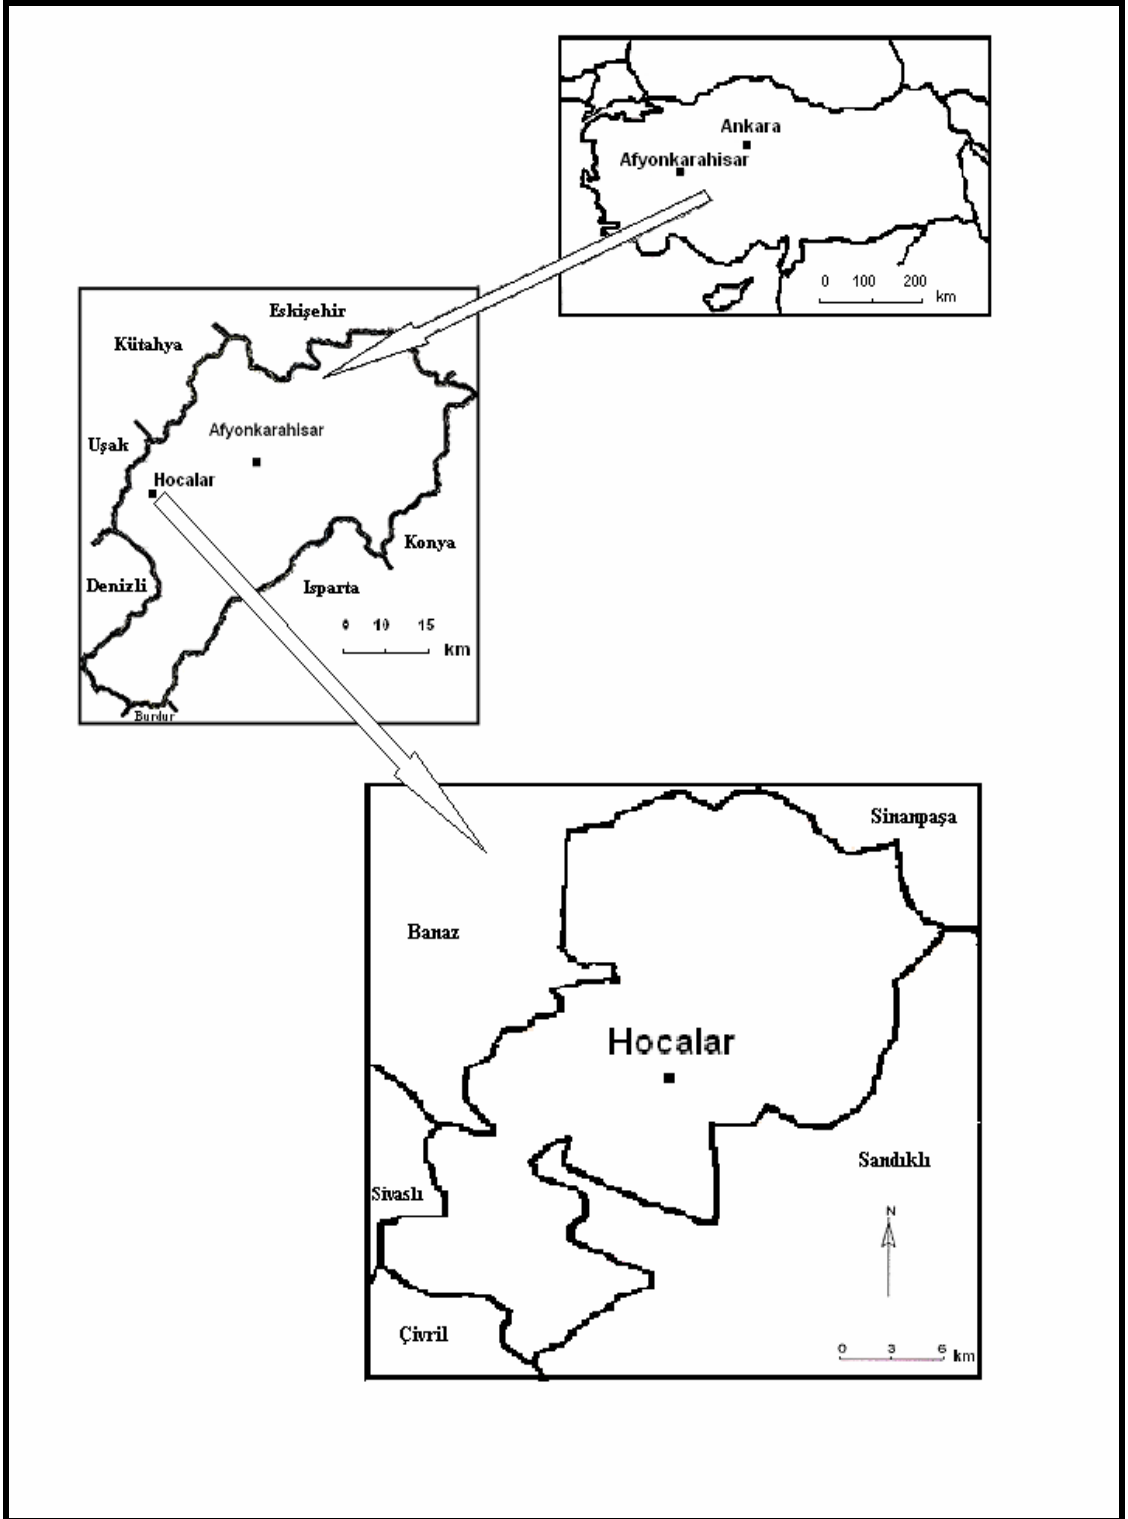 Ankara
Afyonkarahisar
0 100 200
km
Eskişehir
Kütahya
Afyonkarahisar
Uşak
Hocalar
Konya
Denizli
Isparta
0 10 15
km
Burdur
Sinanpaşa
Banaz
Hocalar
Sandıklı
Sivaslı
N
Çivril
0 3 6
km